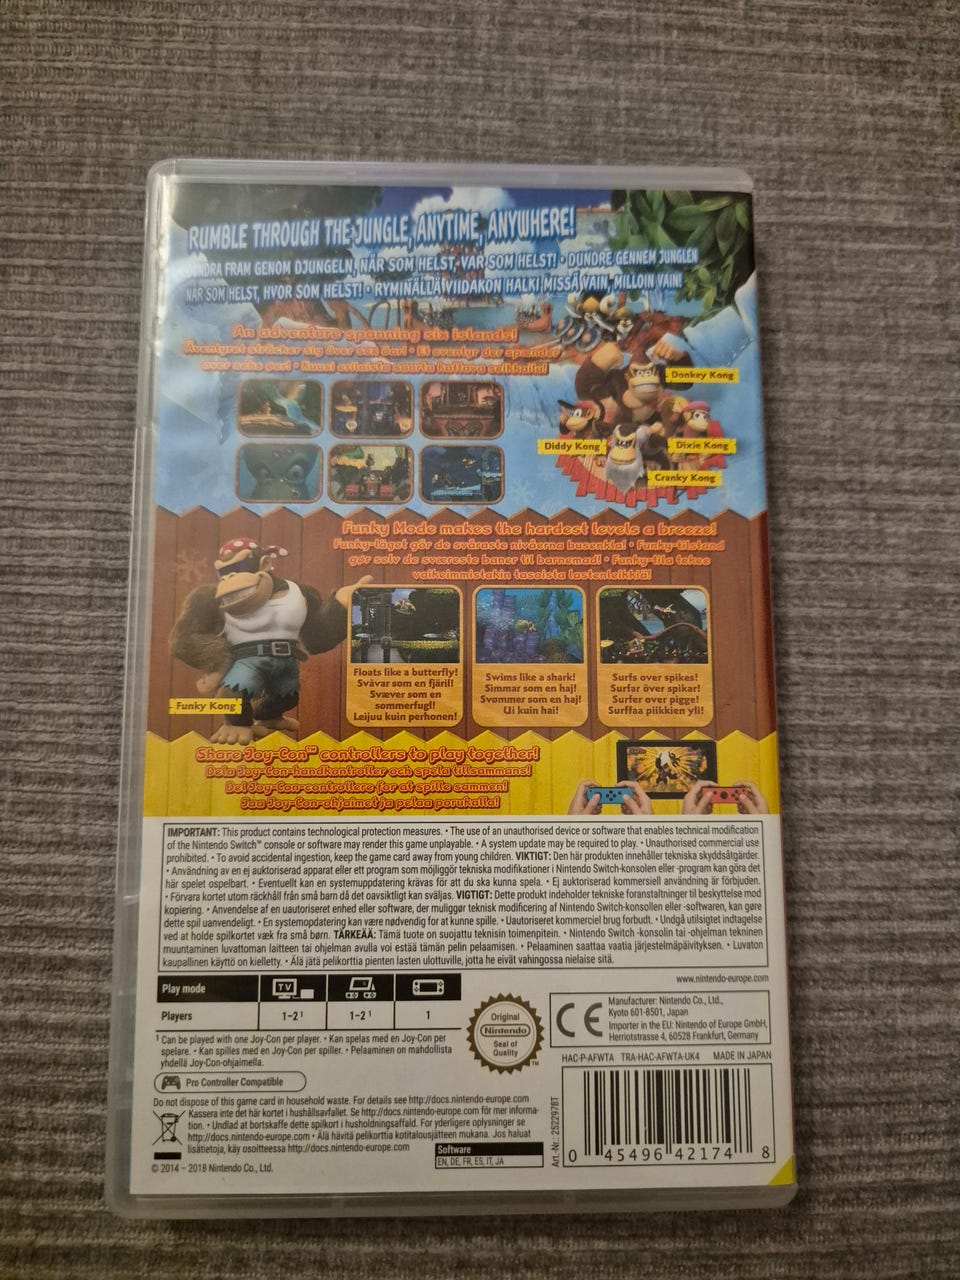 RUMBLE THROUGH THE JUNGLE, ANYTIME, ANYWHERE!
DUNDRA FRAM GENOM DJUNGELN, NÄR SOM HELST, VAR SOM HELST! • DUNDRE GENNEM JUNGLEN
NÅR SOM HELST, HVOR SOM HELST! • RYMINÄLLÄ VIIDAKON HALKI MISSÄ VAIN, MILLOIN VAIN!
An adventure spanning six islands!
Äventyret sträcker sig över sex öar! • Et eventyr der spænder
over seks øer! • Kuusi erilaista saarta kattava seikkailu!
Donkey Kong
Diddy Kong
Dixie Kong
Cranky Kong
Funky Mode makes the hardest levels a breeze!
Funky-läget gör de svåraste nivåerna busenkla! • Funky-tilstand
gør selv de sværeste baner til barnemad! • Funky-tila tekee
vaikeimmistakin tasoista lastenleikkiä!
Funky Kong
Floats like a butterfly!
Svävar som en fjäril!
Svæver som en
sommerfugl!
Leijuu kuin perhonen!
Swims like a shark!
Simmar som en haj!
Svømmer som en haj!
Ui kuin hai!
Surfs over spikes!
Surfar över spikar!
Surfer over pigge!
Surffaa piikkien yli!
Share Joy-Con™ controllers to play together!
Dela Joy-Con-handkontroller och spela tillsammans!
Del Joy-Con-controllere for at spille sammen!
Jaa Joy-Con-ohjaimet ja pelaa porukalla!
IMPORTANT: This product contains technological protection measures. • The use of an unauthorised device or software that enables technical modification
of the Nintendo Switch™ console or software may render this game unplayable. • A system update may be required to play. • Unauthorised commercial use
prohibited. • To avoid accidental ingestion, keep the game card away from young children. VIKTIGT: Den här produkten innehåller tekniska skyddsåtgärder.
• Användning av en ej auktoriserad apparat eller ett program som möjliggör tekniska modifikationer i Nintendo Switch-konsolen eller -program kan göra det
här spelet ospelbart. • Eventuellt kan en systemuppdatering krävas för att du ska kunna spela. • Ej auktoriserad kommersiell användning är förbjuden.
• Förvara kortet utom räckhåll från små barn då det oavsiktligt kan sväljas. VIGTIGT: Dette produkt indeholder tekniske foranstaltninger til beskyttelse mod
kopiering. • Anvendelse af en uautoriseret enhed eller software, der muliggør teknisk modificering af Nintendo Switch-konsollen eller -softwaren, kan gøre
dette spil uanvendeligt. • En systemopdatering kan være nødvendig for at kunne spille. • Uautoriseret kommerciel brug forbudt. • Undgå utilsigtet indtagelse
ved at holde spilkortet væk fra små børn. TÄRKEÄÄ: Tämä tuote on suojattu teknisin toimenpitein. • Nintendo Switch -konsolin tai -ohjelman tekninen
muuntaminen luvattoman laitteen tai ohjelman avulla voi estää tämän pelin pelaamisen. • Pelaaminen saattaa vaatia järjestelmäpäivityksen. • Luvaton
kaupallinen käyttö on kielletty. • Älä jätä pelikorttia pienten lasten ulottuville, jotta he eivät vahingossa nielaise sitä.
www.nintendo-europe.com
Play mode
TV
Players
1-2¹
1-2¹
1
¹ Can be played with one Joy-Con per player. • Kan spelas med en Joy-Con per
spelare. • Kan spilles med en Joy-Con per spiller. • Pelaaminen on mahdollista
yhdellä Joy-Con-ohjaimella.
Pro Controller Compatible
Original
Nintendo
Seal of
Quality
™
CE
Manufacturer: Nintendo Co., Ltd.,
Kyoto 601-8501, Japan
Importer in the EU: Nintendo of Europe GmbH,
Herriotstrasse 4, 60528 Frankfurt, Germany
HAC-P-AFWTA TRA-HAC-AFWTA-UK4 MADE IN JAPAN
Do not dispose of this game card in household waste. For details see http://docs.nintendo-europe.com
Kassera inte det här kortet i hushållsavfallet. Se http://docs.nintendo-europe.com för mer informa-
tion. • Undlad at bortskaffe dette spilkort i husholdningsaffald. For yderligere oplysninger se
http://docs.nintendo-europe.com • Älä hävitä pelikorttia kotitalousjätteen mukana. Jos haluat
lisätietoja, käy osoitteessa http://docs.nintendo-europe.com
Software
EN, DE, FR, ES, IT, JA
© 2014 – 2018 Nintendo Co., Ltd.
Art.-Nr.: 2522978T
0 45496 42174 8